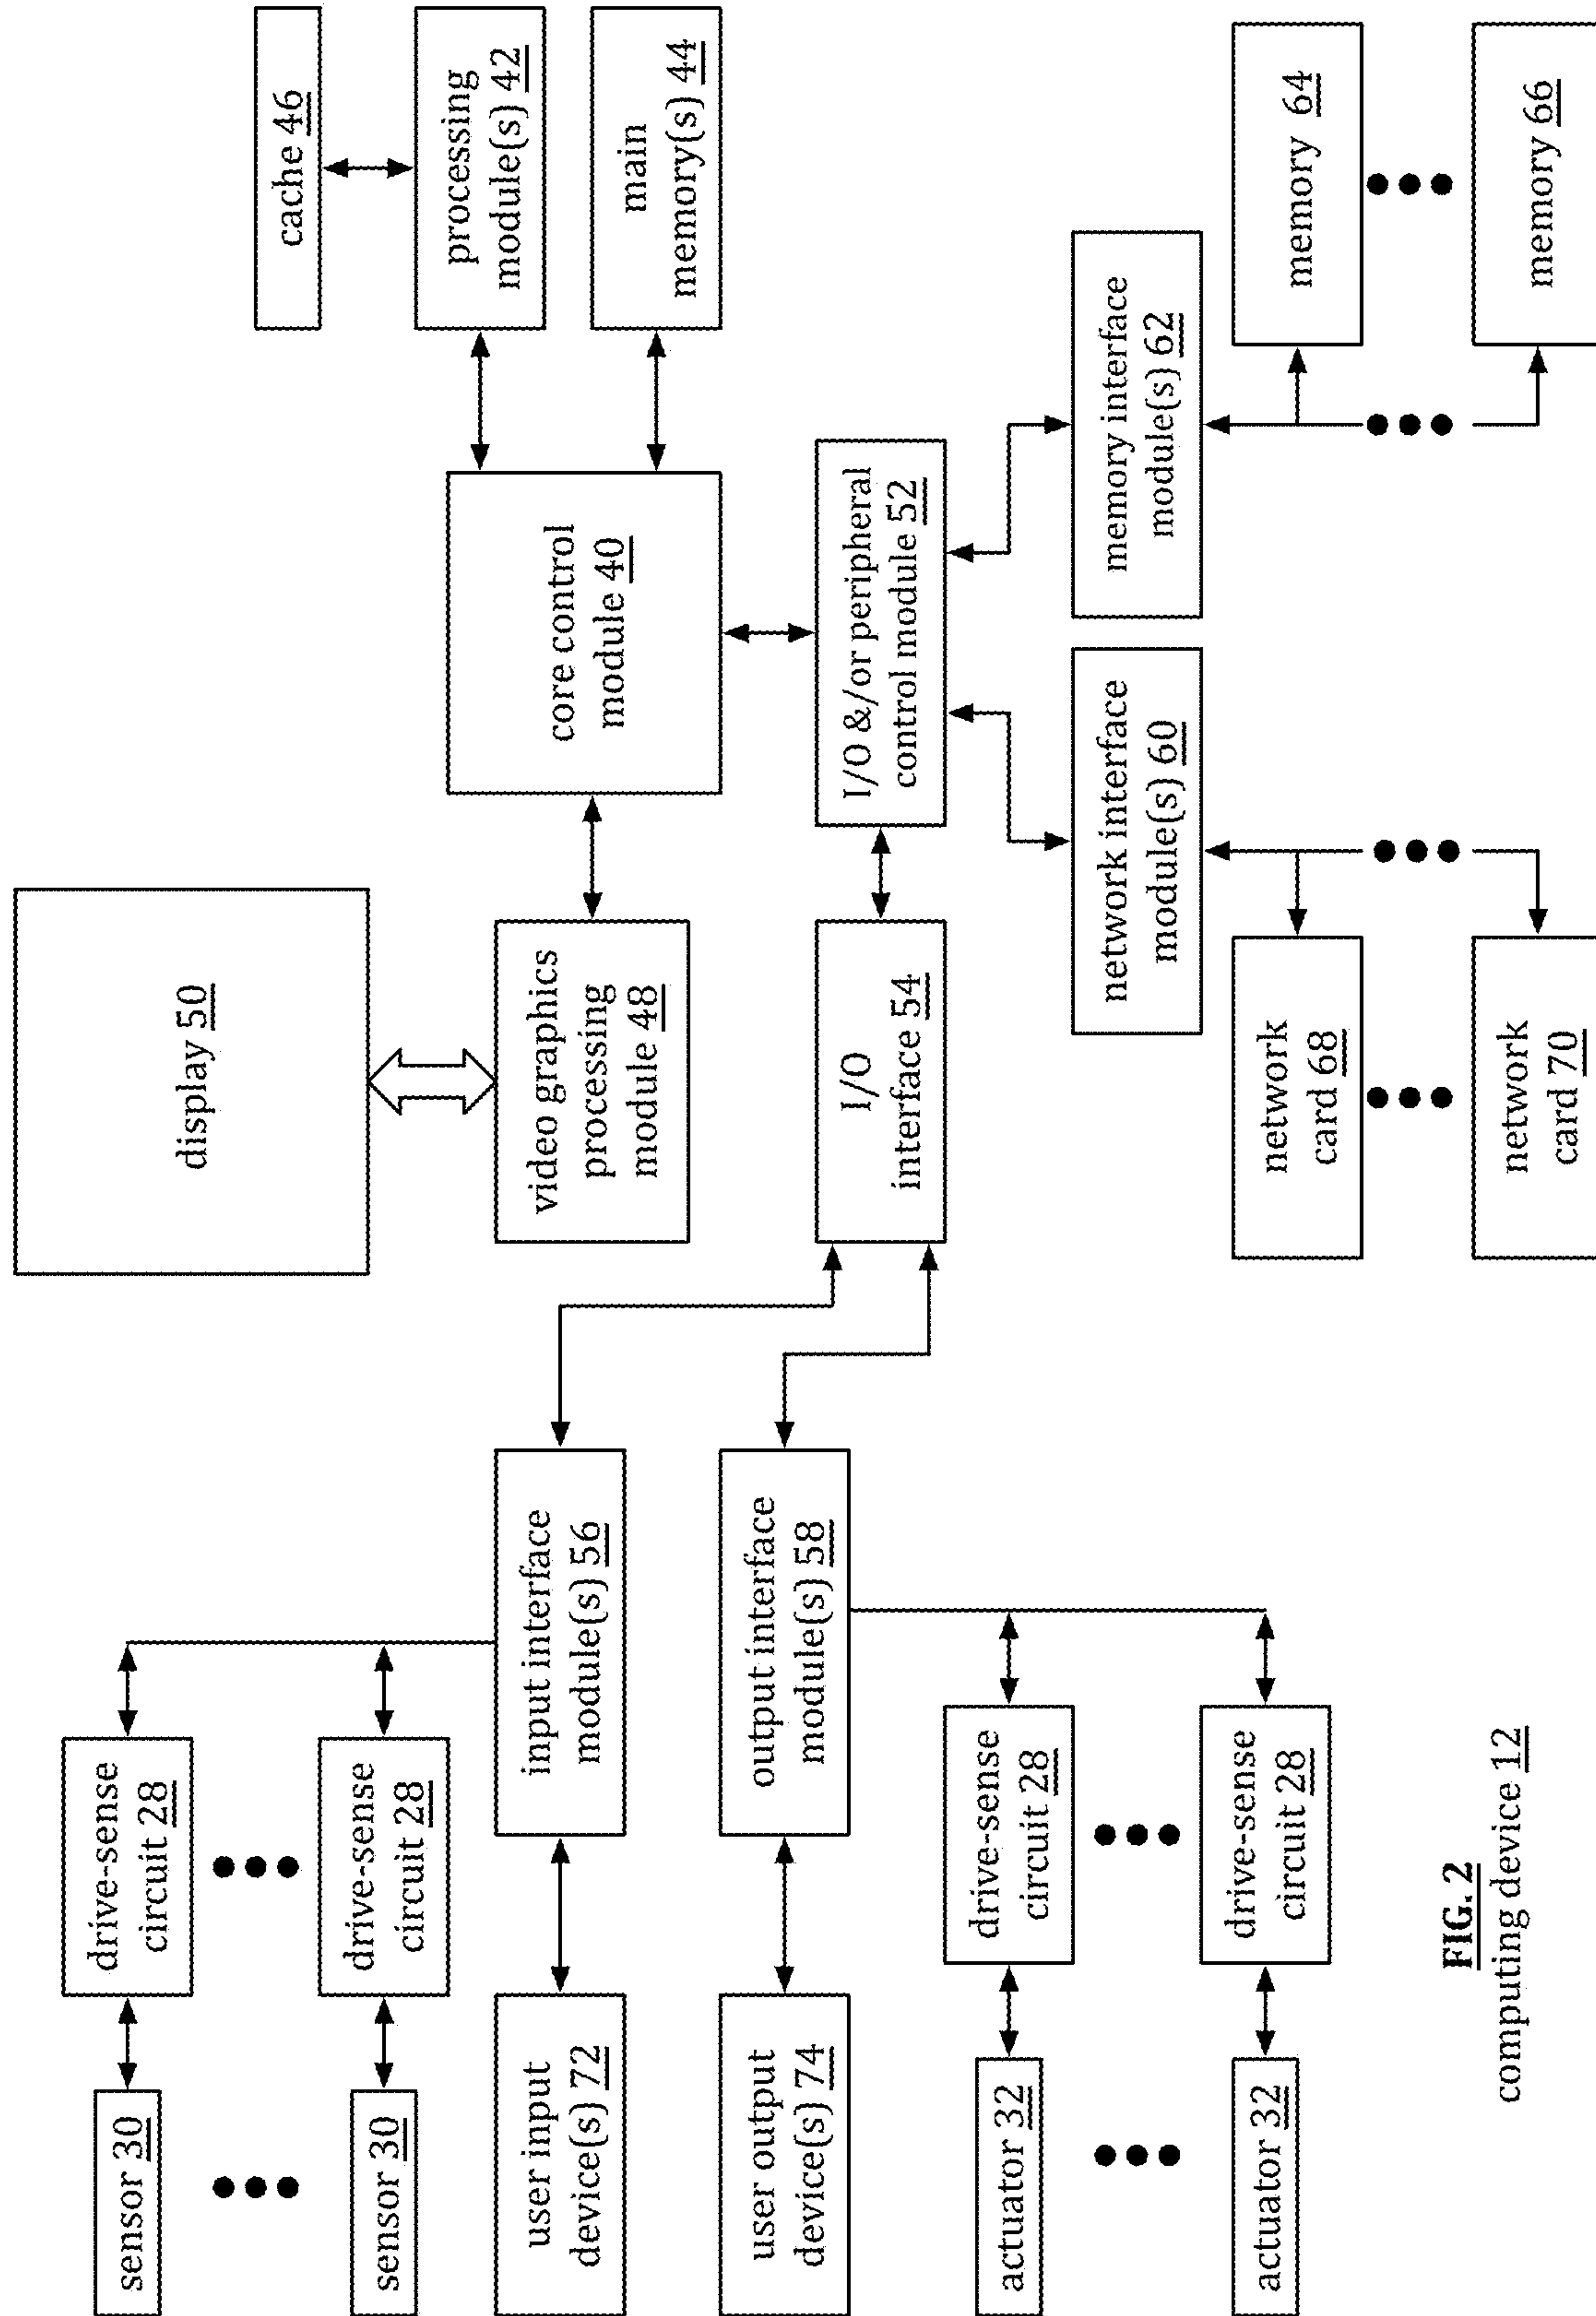 display 50
cache 46
processing
module(s) 42
main
memory(s) 44
core control
module 40
video graphics
processing
module 48
I/O &/or peripheral
control module 52
I/O
interface 54
memory interface
module(s) 62
network interface
module(s) 60
memory 64
memory 66
network
card 68
network
card 70
sensor 30
drive-sense
circuit 28
sensor 30
drive-sense
circuit 28
user input
device(s) 72
input interface
module(s) 56
user output
device(s) 74
output interface
module(s) 58
actuator 32
drive-sense
circuit 28
actuator 32
drive-sense
circuit 28
FIG. 2
computing device 12